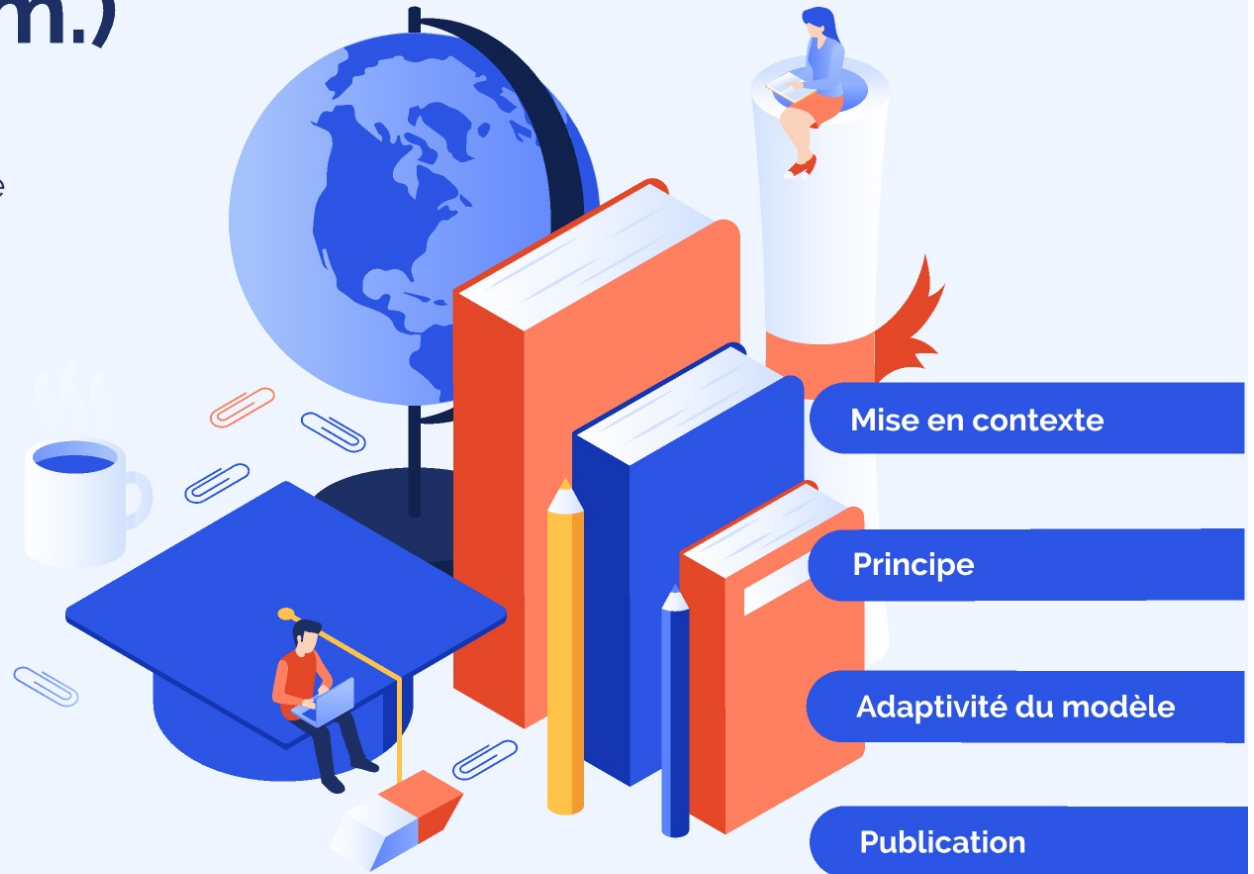 m.)
e
Mise en contexte
Principe
Adaptivité du modèle
Publication